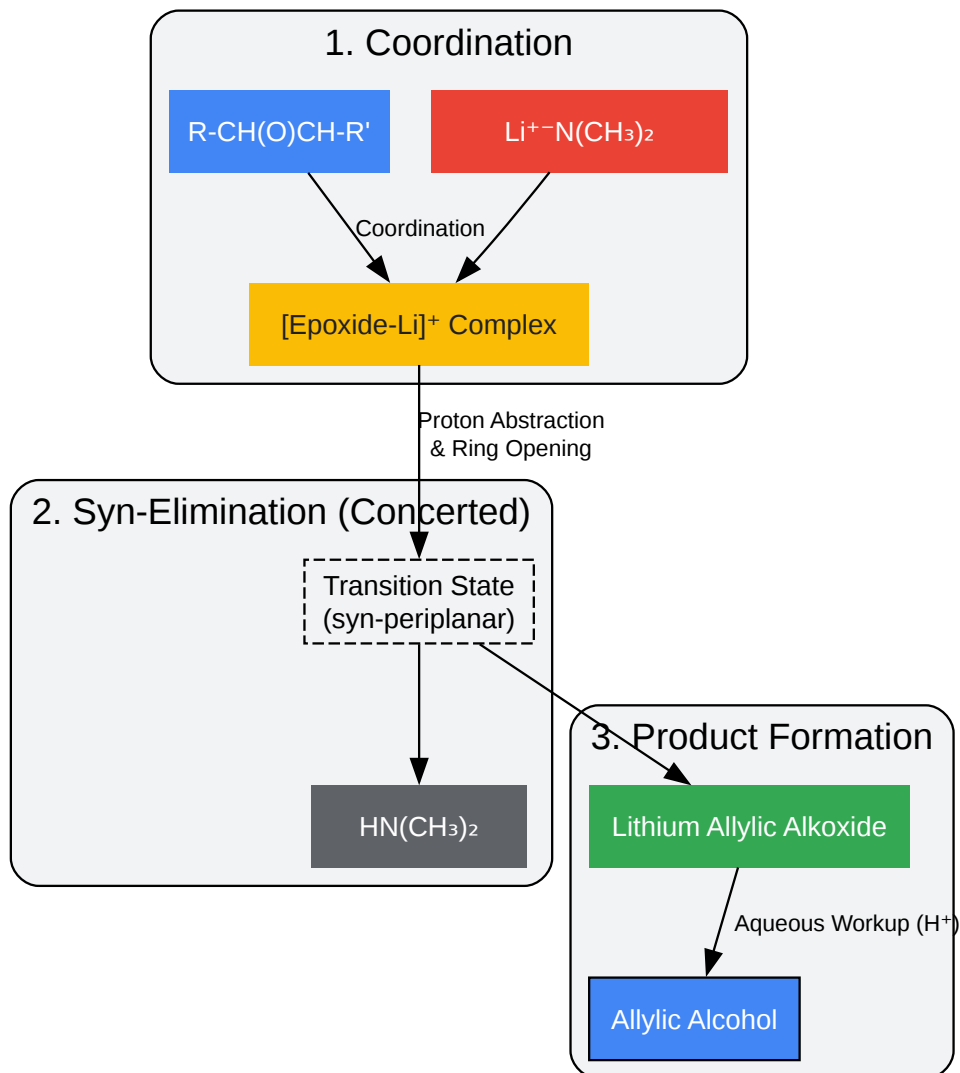 1. Coordination
R-CH(O)CH-R'
Li⁺⁻N(CH₃)₂
Coordination
[Epoxide-Li]⁺ Complex
Proton Abstraction
& Ring Opening
2. Syn-Elimination (Concerted)
Transition State
(syn-periplanar)
3. Product Formation
HN(CH₃)₂
Lithium Allylic Alkoxide
Aqueous Workup (H⁺)
Allylic Alcohol